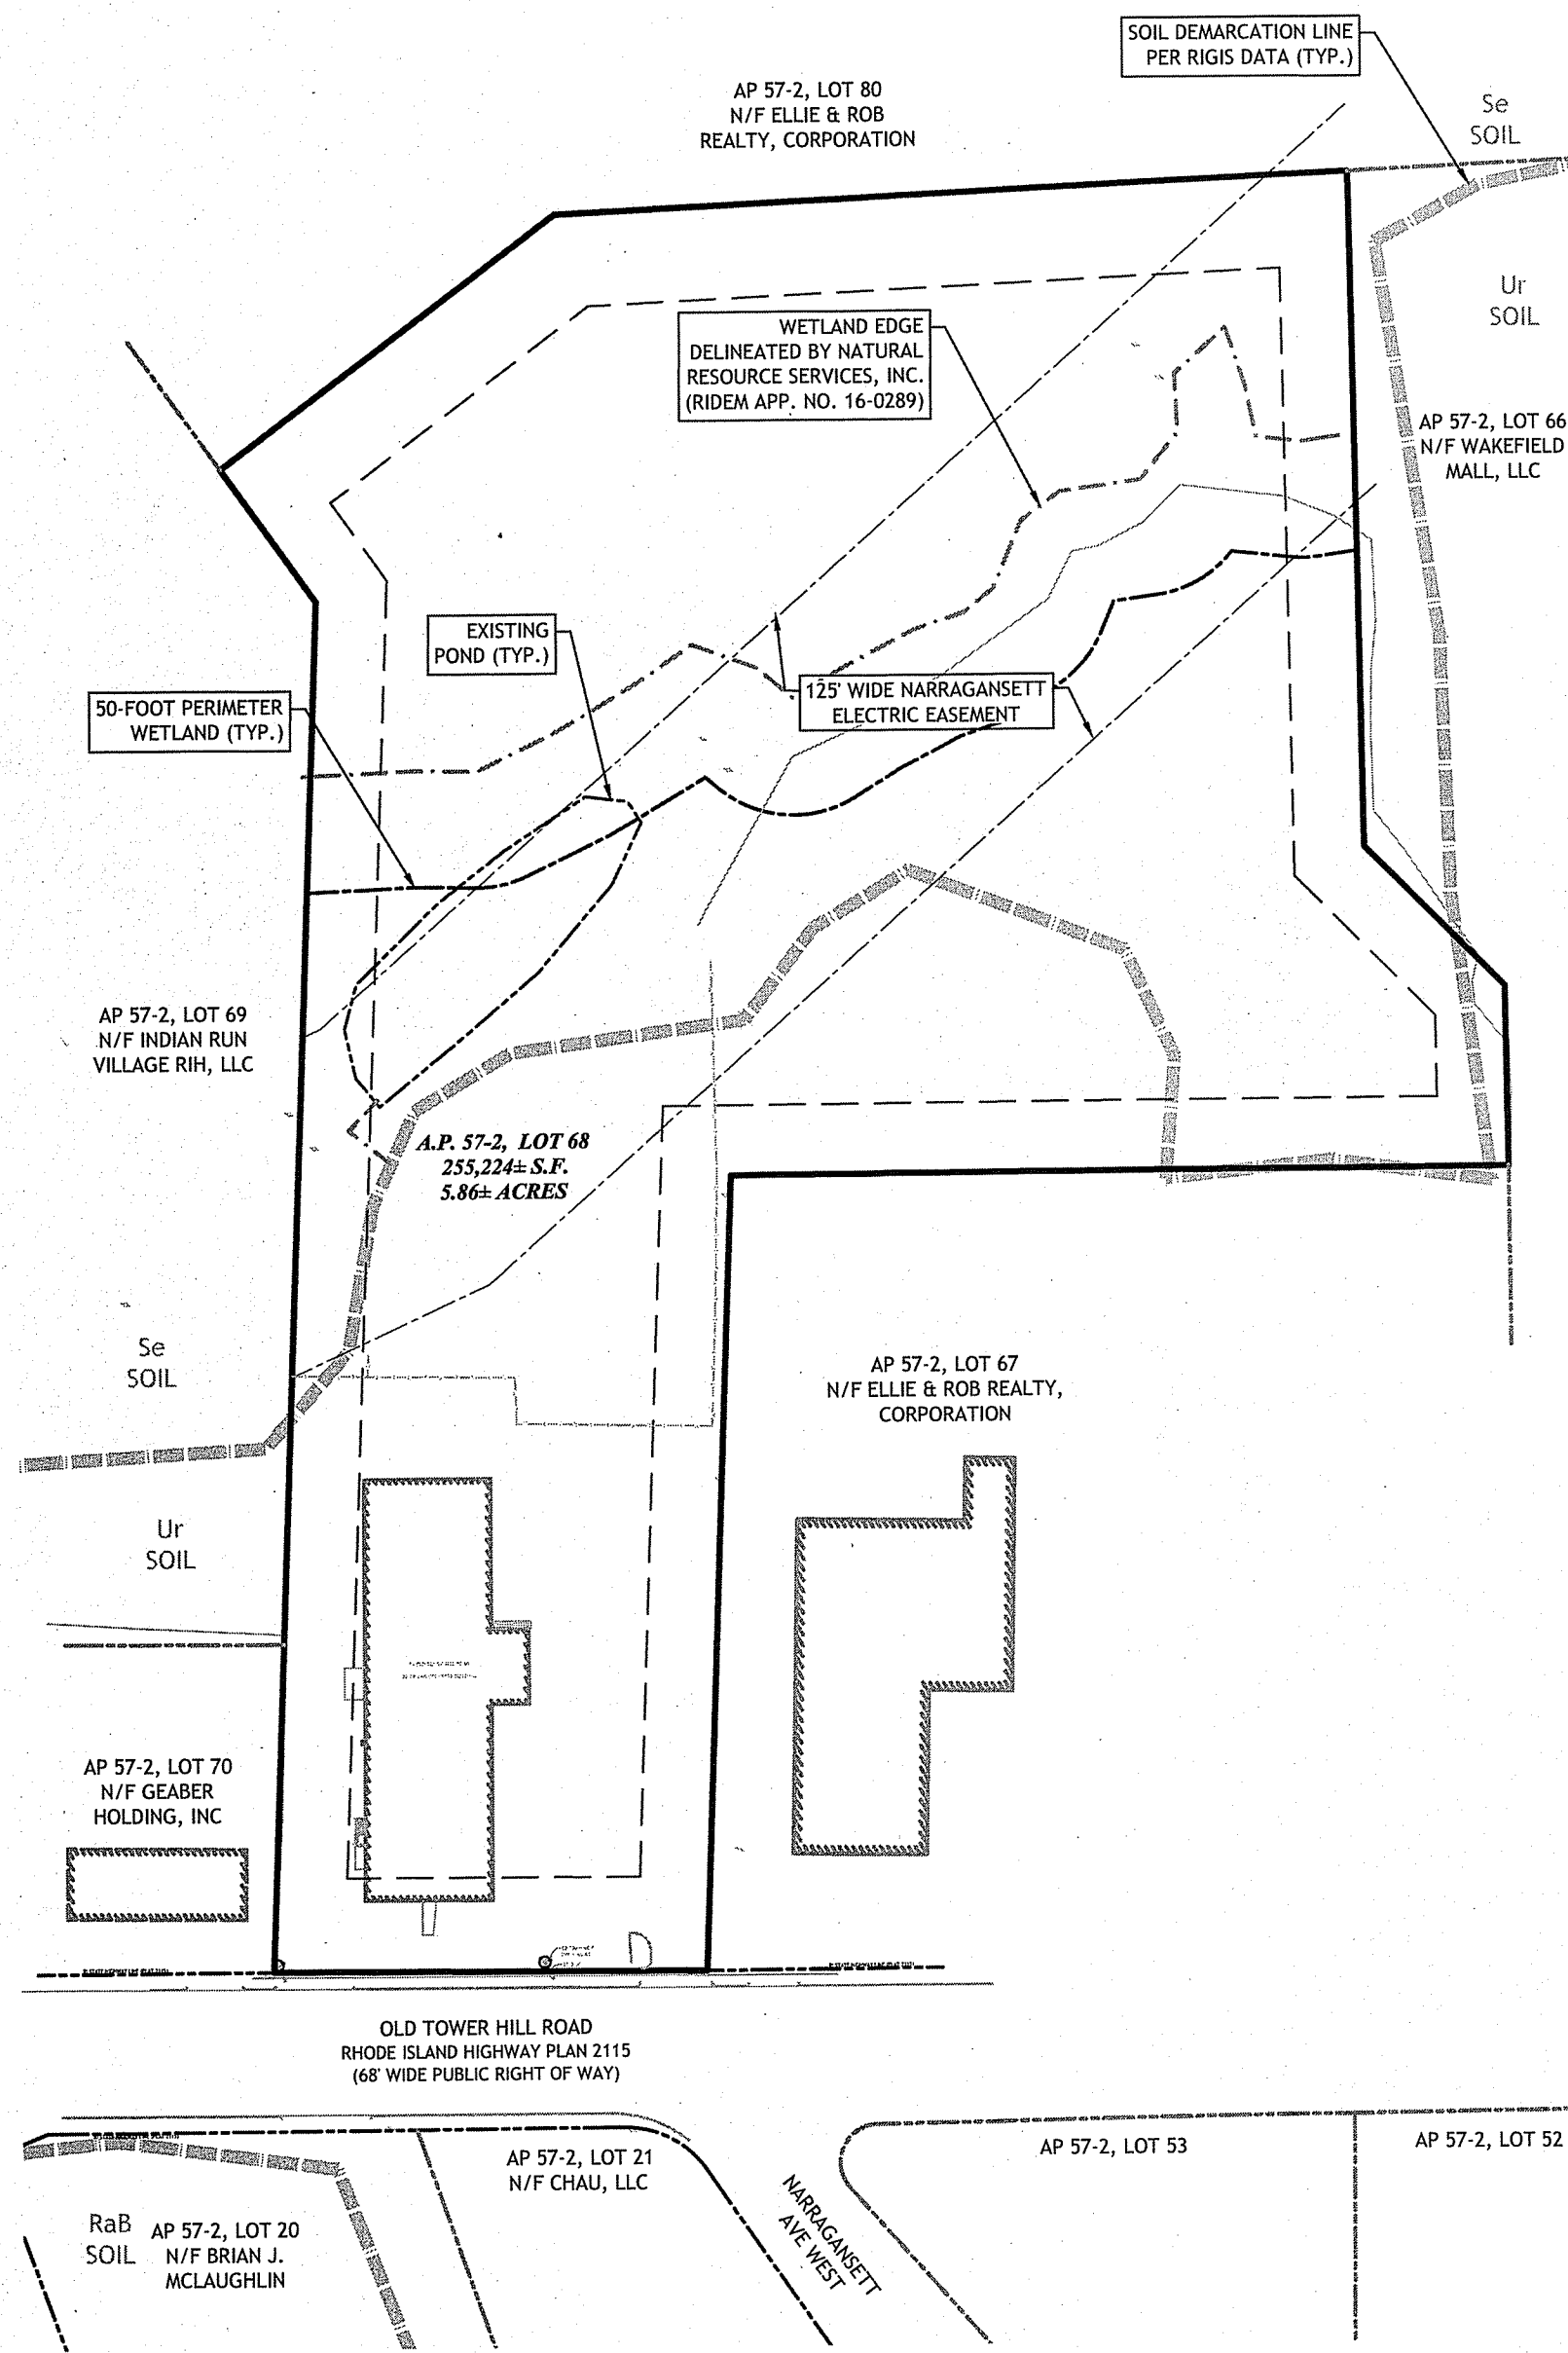 SOIL DEMARCATION LINE
PER RIGIS DATA (TYP.)
AP 57-2, LOT 80
N/F ELLIE & ROB
REALTY, CORPORATION
Se
SOIL
Ur
SOIL
WETLAND EDGE
DELINEATED BY NATURAL
RESOURCE SERVICES, INC.
(RIDEM APP. NO. 16-0289)
AP 57-2, LOT 66
N/F WAKEFIELD
MALL, LLC
EXISTING
POND (TYP.)
50-FOOT PERIMETER
WETLAND (TYP.)
125' WIDE NARRAGANSETT
ELECTRIC EASEMENT
AP 57-2, LOT 69
N/F INDIAN RUN
VILLAGE RIH, LLC
A.P. 57-2, LOT 68
255,224± S.F.
5.86± ACRES
Se
SOIL
AP 57-2, LOT 67
N/F ELLIE & ROB REALTY,
CORPORATION
Ur
SOIL
AP 57-2, LOT 70
N/F GEABER
HOLDING, INC
OLD TOWER HILL ROAD
RHODE ISLAND HIGHWAY PLAN 2115
(68' WIDE PUBLIC RIGHT OF WAY)
AP 57-2, LOT 21
N/F CHAU, LLC
AP 57-2, LOT 53
AP 57-2, LOT 52
NARRAGANSETT
AVE WEST
RaB
SOIL
AP 57-2, LOT 20
N/F BRIAN J.
MCLAUGHLIN